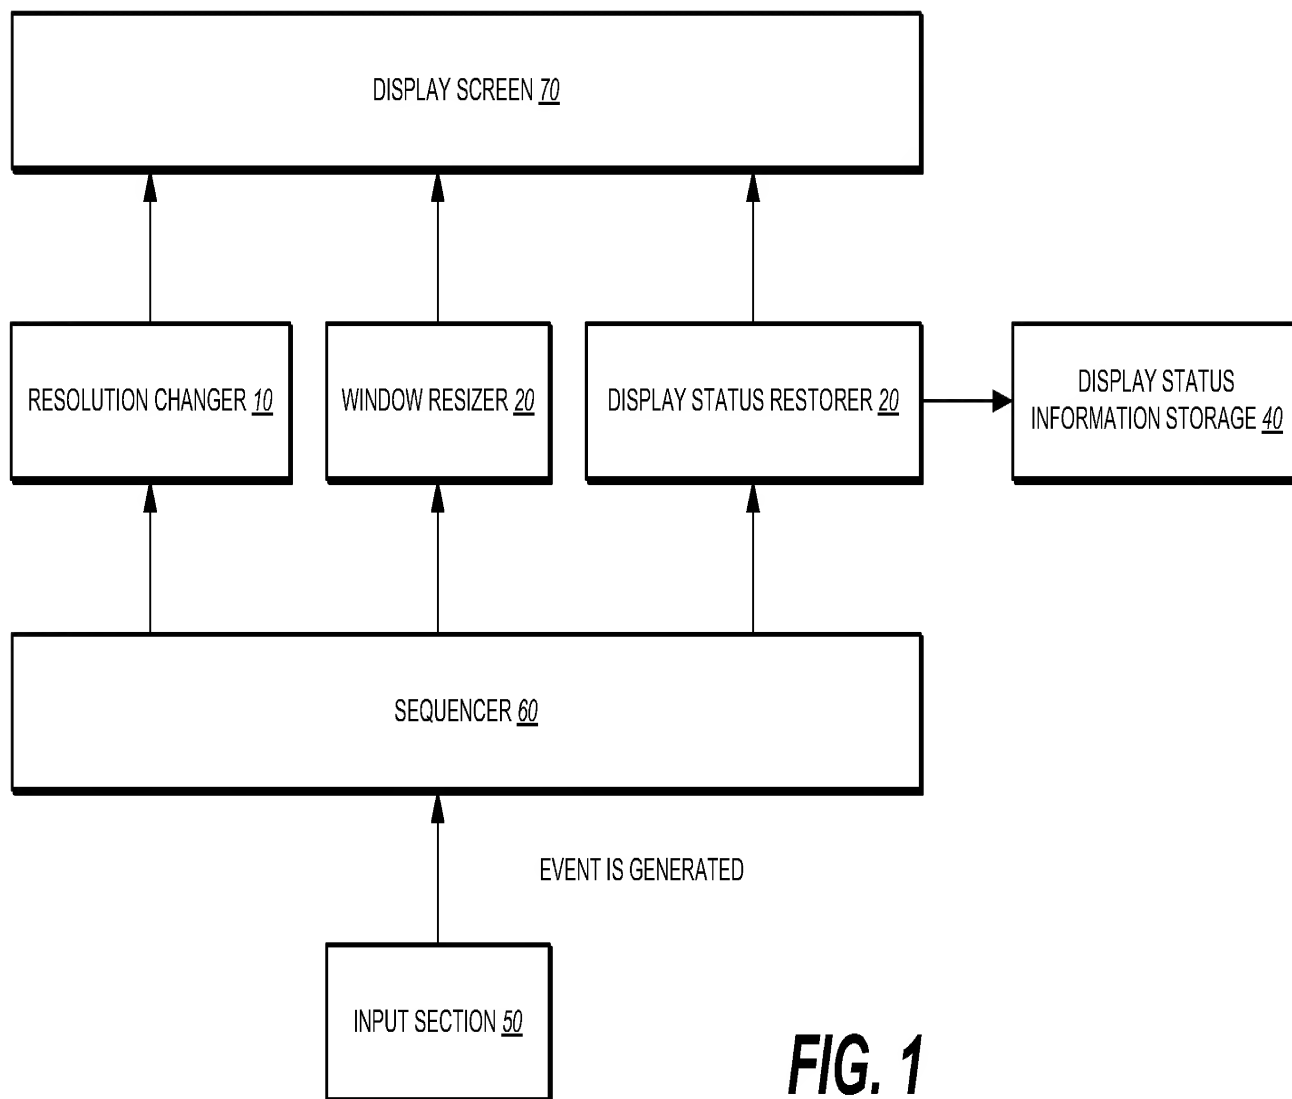 DISPLAY SCREEN 70
RESOLUTION CHANGER 10
WINDOW RESIZER 20
DISPLAY STATUS RESTORER 20
DISPLAY STATUS
INFORMATION STORAGE 40
SEQUENCER 60
EVENT IS GENERATED
INPUT SECTION 50
FIG. 1